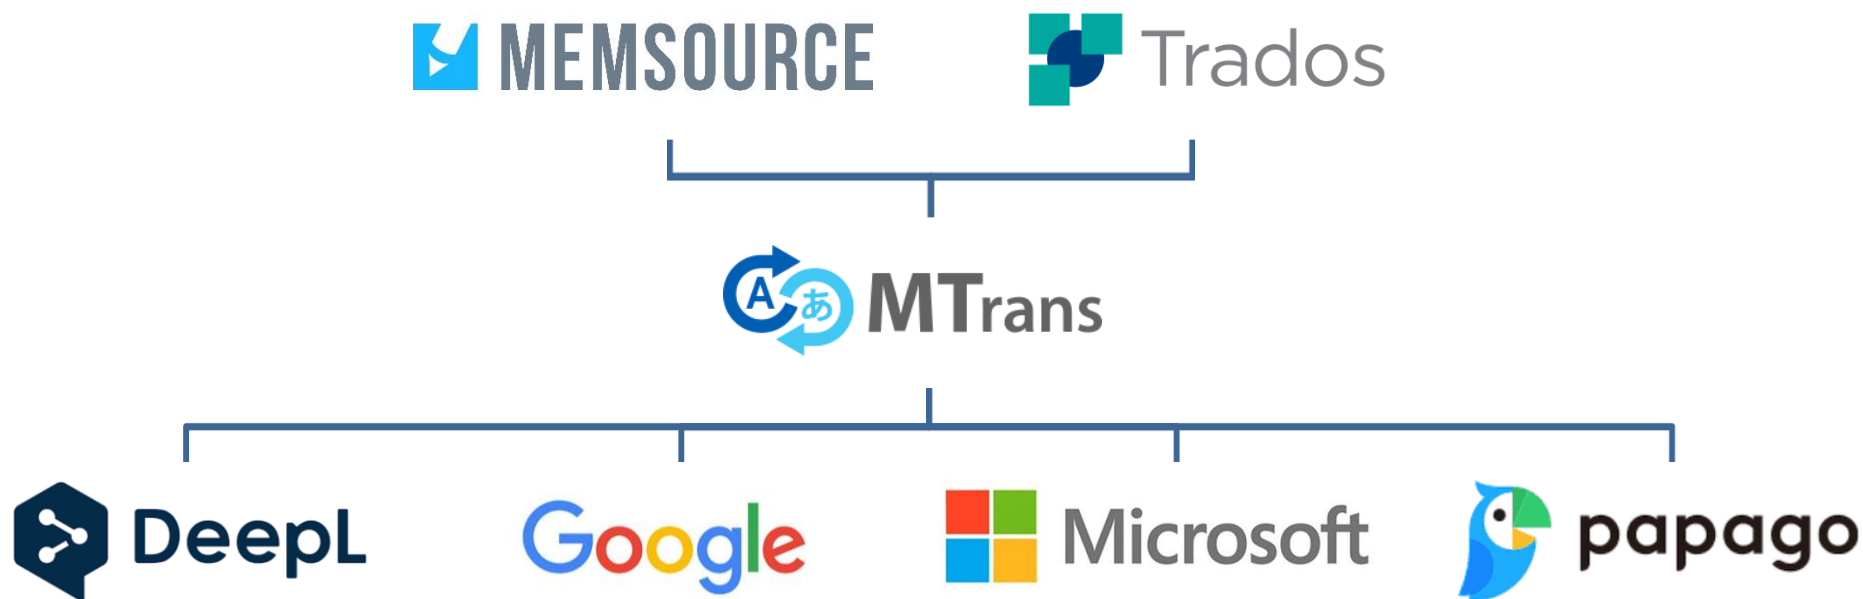 MEMSOURCE
Trados
A あ MTrans
DeepL
Google
Microsoft
papago